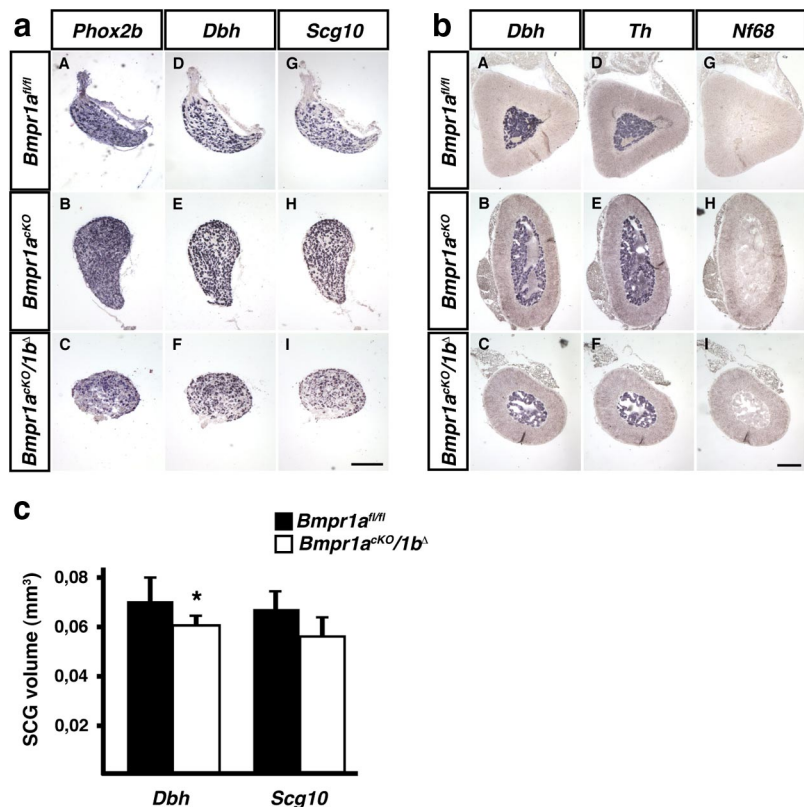 a
Phox2b Dbh Scg10
Bmpr1a^fl/fl
A D G
Bmpr1a^cKO
B E H
Bmpr1a^cKO/1b^Δ
C F I
b
Dbh Th Nf68
Bmpr1a^fl/fl
A D G
Bmpr1a^cKO
B E H
Bmpr1a^cKO/1b^Δ
C F I
c
Bmpr1a^fl/fl
Bmpr1a^cKO/1b^Δ
SCG volume (mm³)
0,08
0,06
0,04
0,02
*
Dbh Scg10